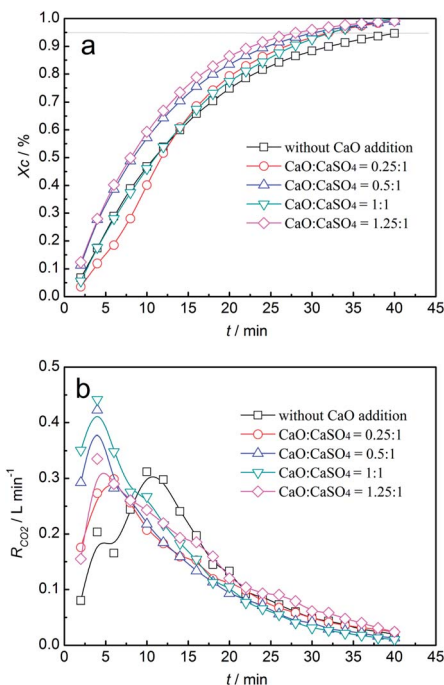 a
Xc / %
1.0
0.9
0.8
0.7
0.6
0.5
0.4
0.3
0.2
0.1
0.0
without CaO addition
CaO:CaSO₄ = 0.25:1
CaO:CaSO₄ = 0.5:1
CaO:CaSO₄ = 1:1
CaO:CaSO₄ = 1.25:1
0 5 10 15 20 25 30 35 40 45
t / min
b
R_CO2 / L min⁻¹
0.5
0.4
0.3
0.2
0.1
0.0
without CaO addition
CaO:CaSO₄ = 0.25:1
CaO:CaSO₄ = 0.5:1
CaO:CaSO₄ = 1:1
CaO:CaSO₄ = 1.25:1
0 5 10 15 20 25 30 35 40 45
t / min